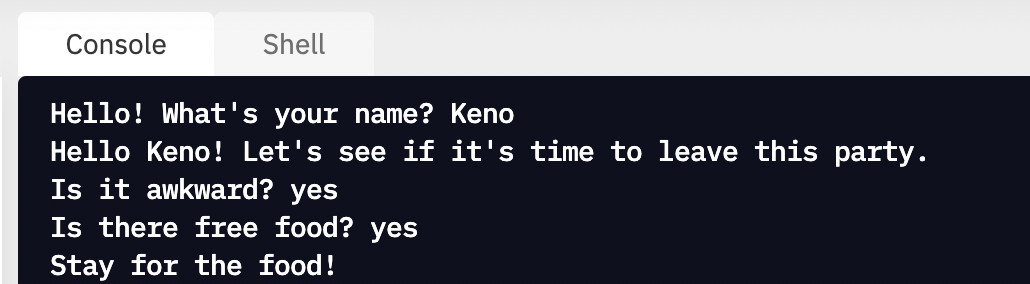 Console Shell
Hello! What's your name? Keno
Hello Keno! Let's see if it's time to leave this party.
Is it awkward? yes
Is there free food? yes
Stay for the food!